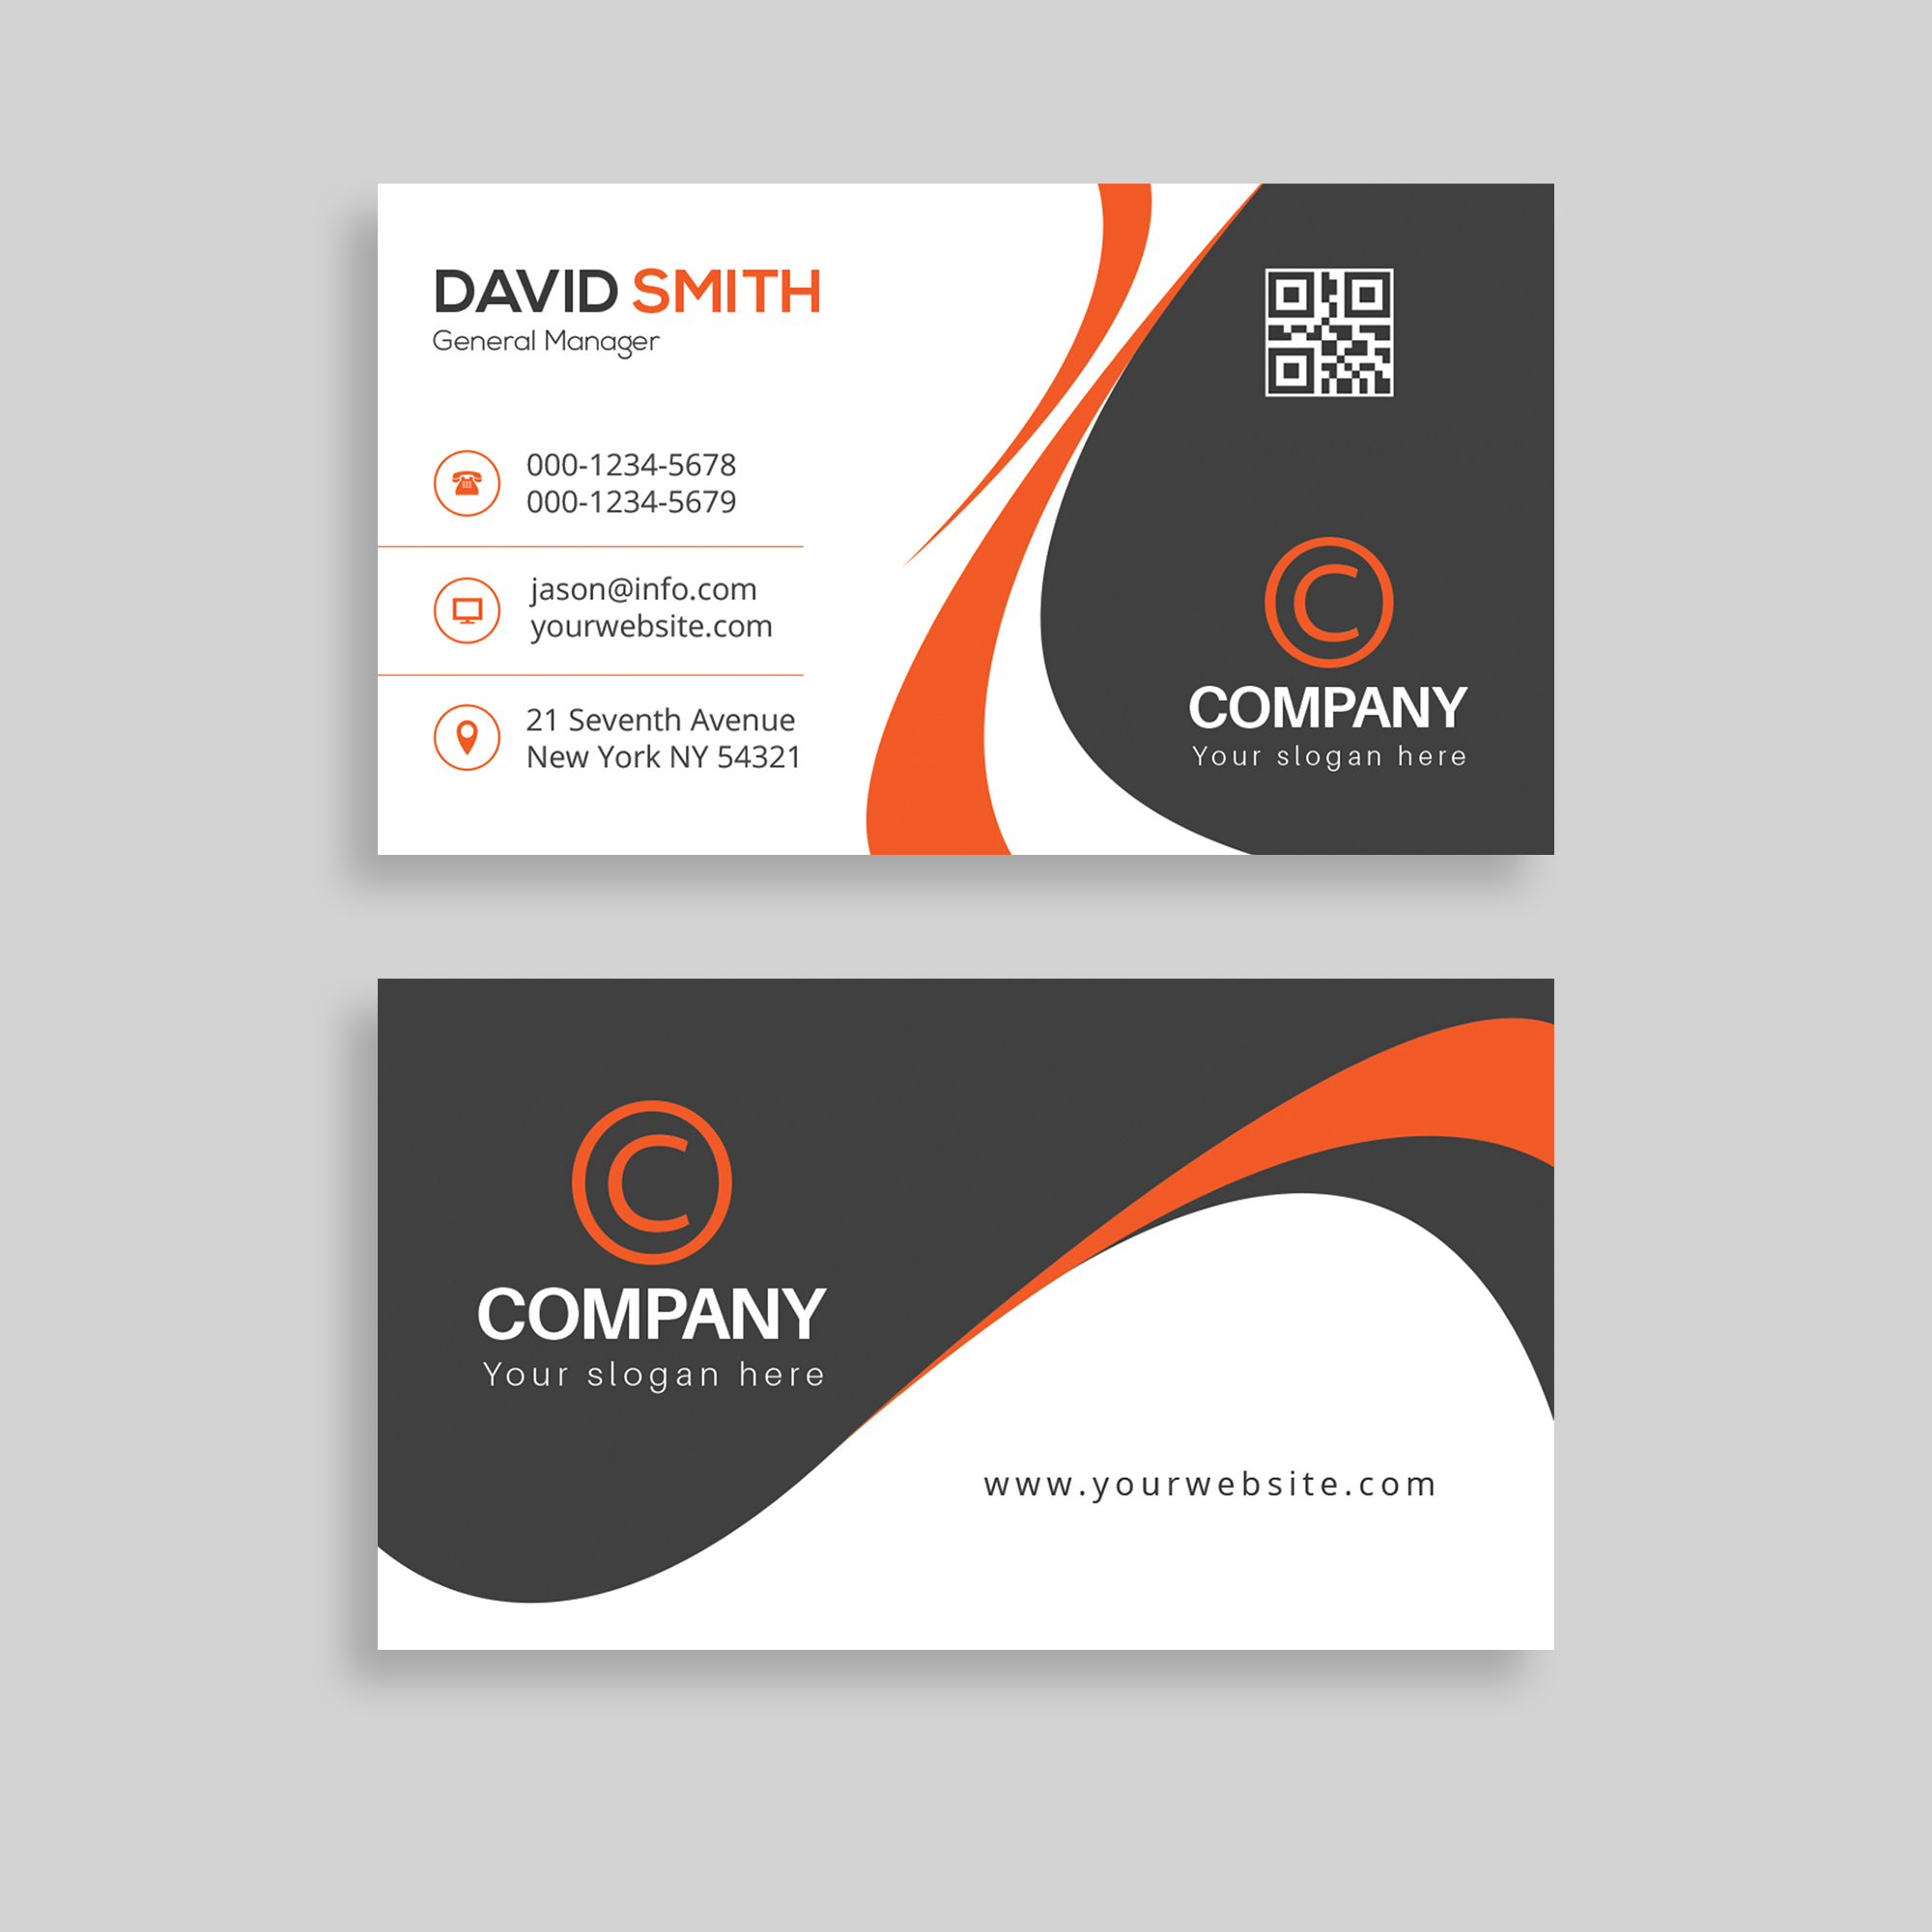 DAVID SMITH
General Manager
000-1234-5678
000-1234-5679
jason@info.com
yourwebsite.com
21 Seventh Avenue
New York NY 54321
C
COMPANY
Your slogan here
C
COMPANY
Your slogan here
www.yourwebsite.com